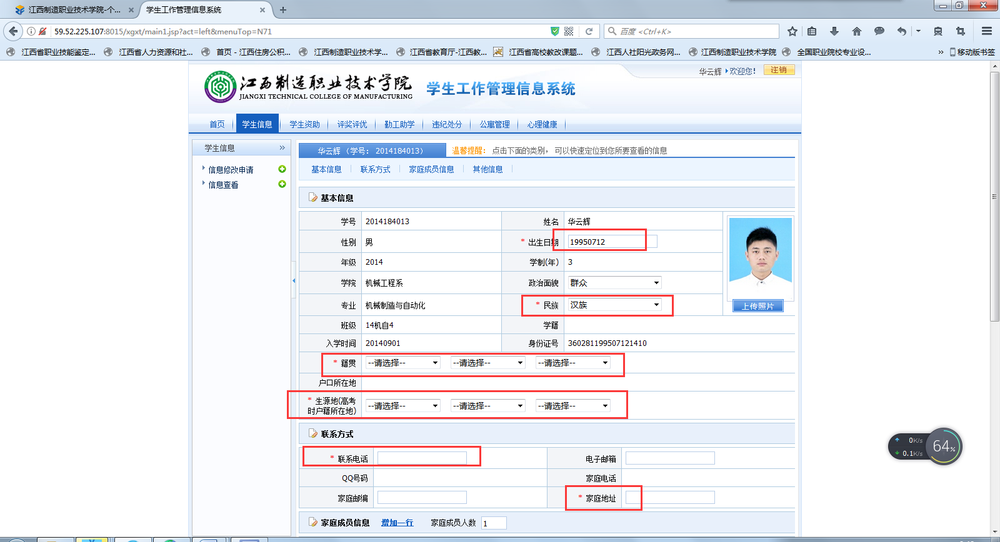 江西制造职业技术学院-个... × 学生工作管理信息系统 × +
59.52.225.107:8015/xgxt/main1.jsp?act=left&menuTop=N71 百度 <Ctrl+K>
江西省职业技能鉴定... 江西省人力资源和社... 首页 - 江西住房公积... 江西制造职业技术学... 江西省教育厅-江西教... 江西省高校教改课题... 江西人社阳光政务网... 江西制造职业技术学院 全国职业院校专业设... » 移动版书签
华云辉 欢迎您! 注销
江西制造职业技术学院 学生工作管理信息系统
JIANGXI TECHNICAL COLLEGE OF MANUFACTURING
首页 学生信息 学生资助 评奖评优 勤工助学 违纪处分 公寓管理 心理健康
学生信息 »
信息修改申请
信息查看
华云辉 (学号: 2014184013) 温馨提醒: 点击下面的类别, 可以快速定位到您所要查看的信息
基本信息 联系方式 家庭成员信息 其他信息
基本信息
学号 2014184013 姓名 华云辉
性别 男 * 出生日期 19950712
年级 2014 学制(年) 3
学院 机械工程系 政治面貌 群众
专业 机械制造与自动化 * 民族 汉族
上传照片
班级 14机自4 学籍
入学时间 20140901 身份证号 360281199507121410
* 籍贯 --请选择-- --请选择-- --请选择--
户口所在地
* 生源地(高考
时户籍所在地) --请选择-- --请选择-- --请选择--
联系方式
* 联系电话 电子邮箱
QQ号码 家庭电话
家庭邮编 * 家庭地址
家庭成员信息 增加一行 家庭成员人数 1
0K/s
0.1K/s
64%